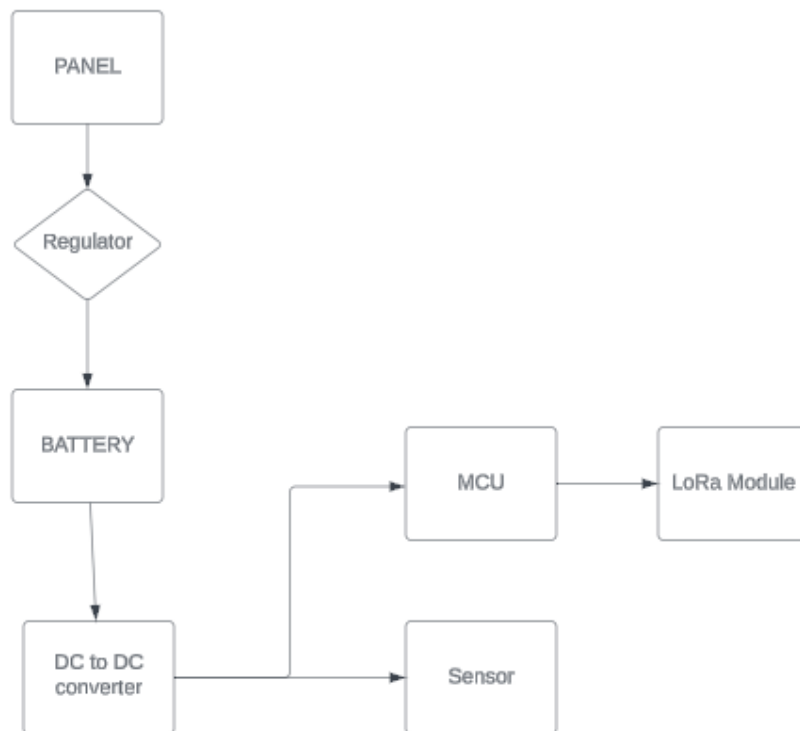 PANEL
Regulator
BATTERY
MCU
LoRa Module
DC to DC
converter
Sensor